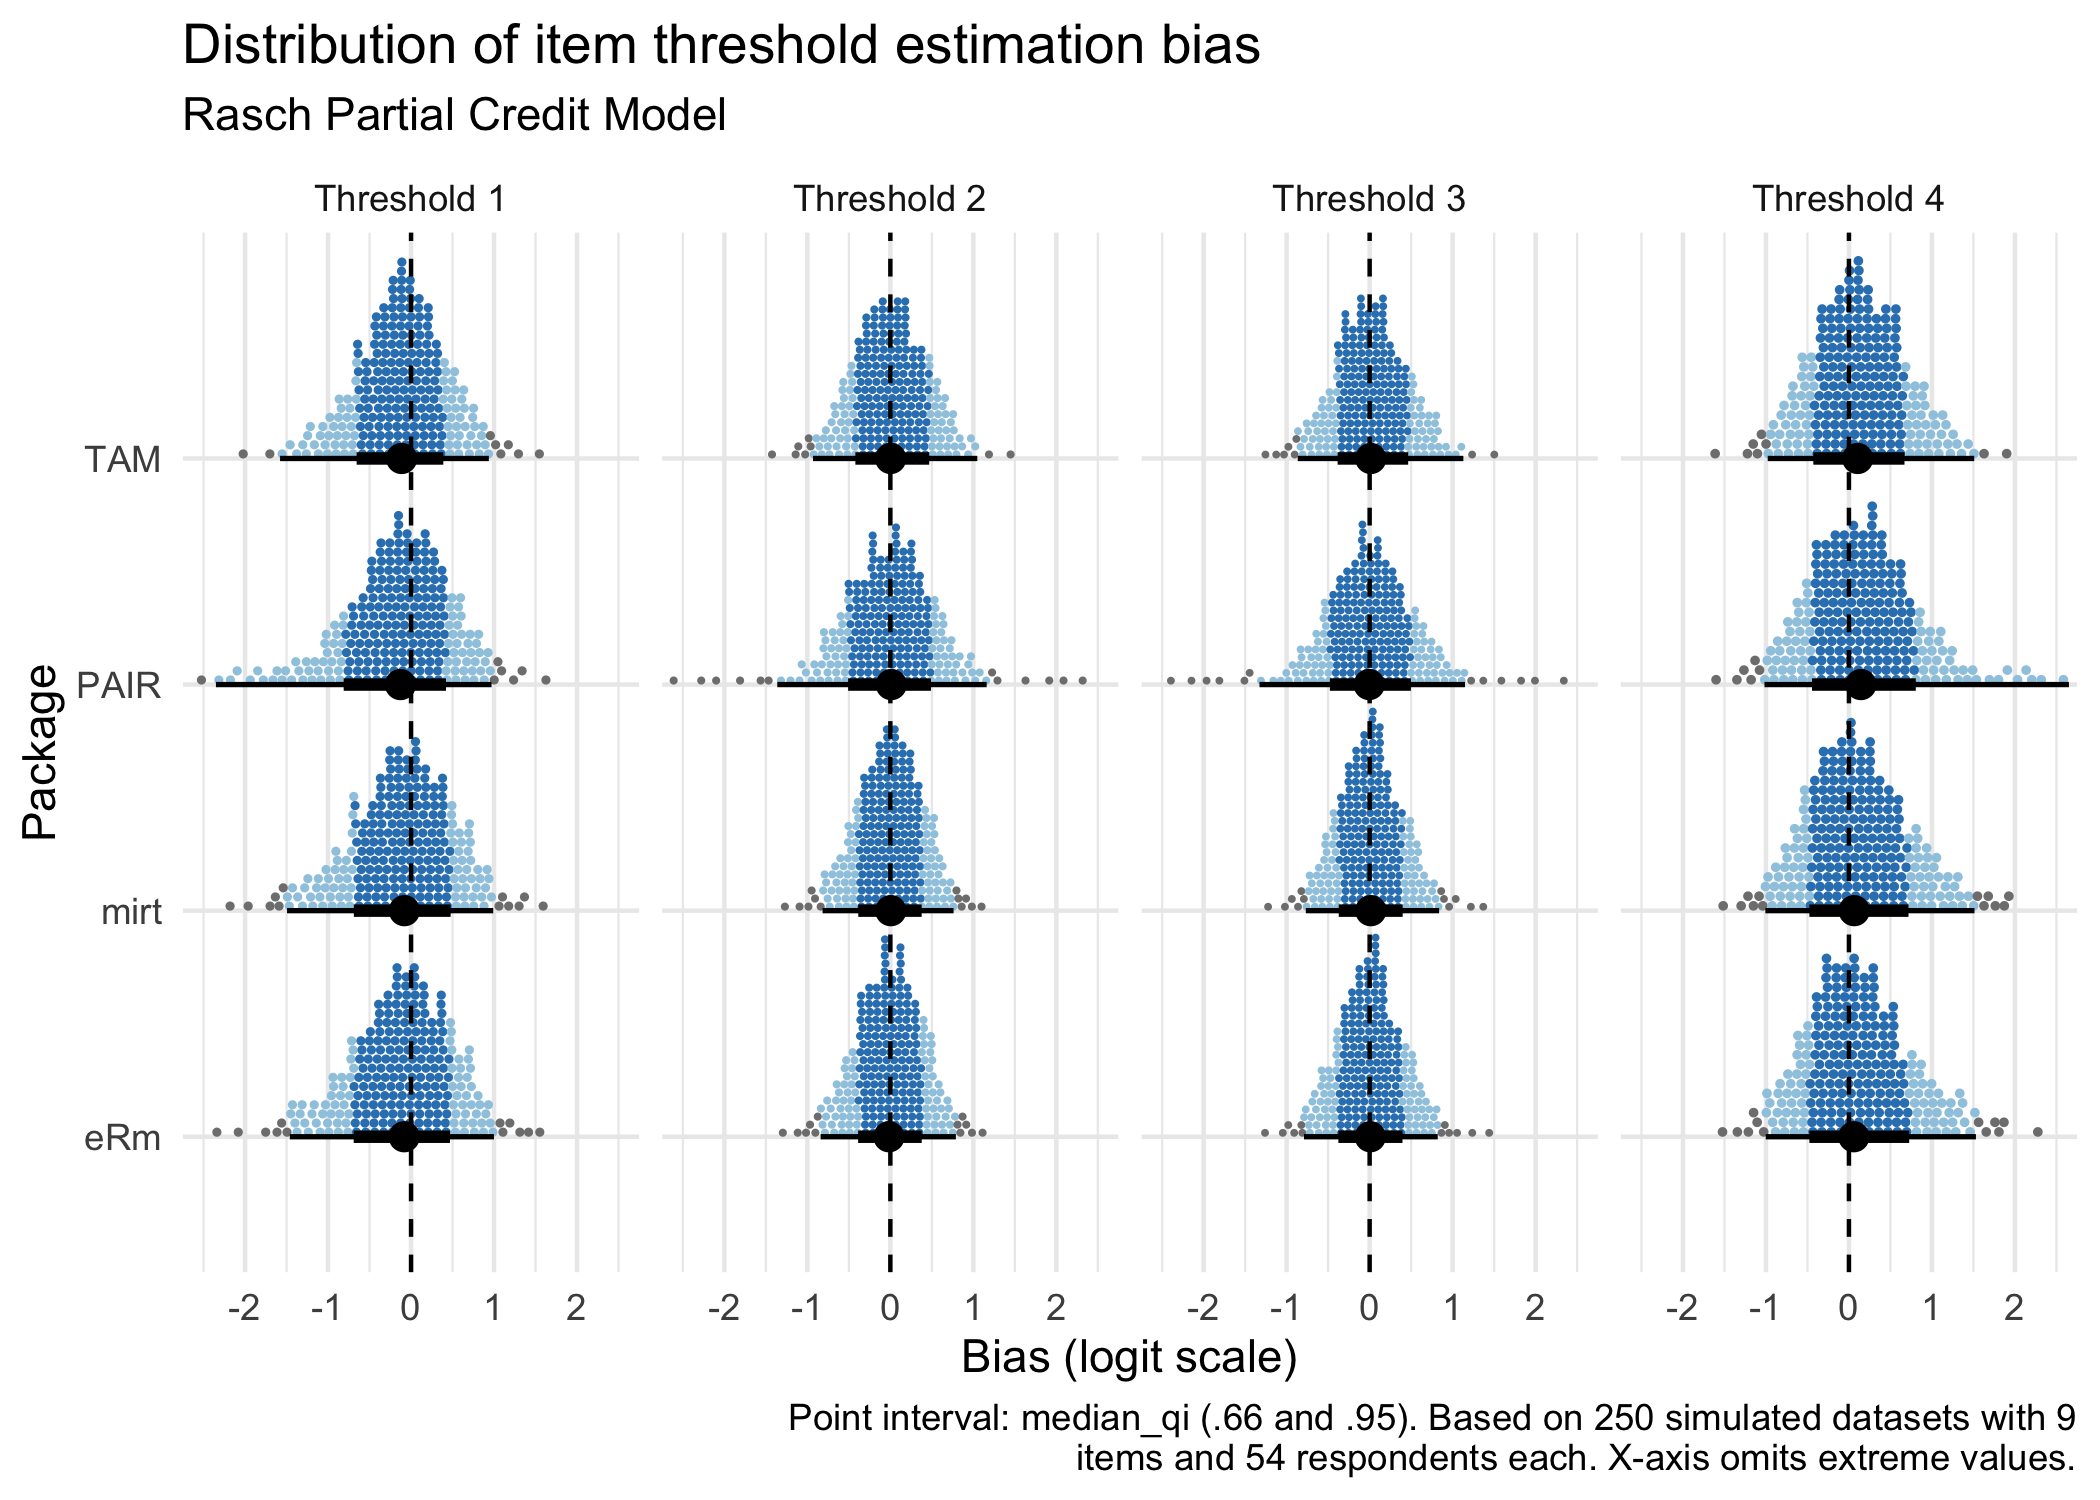 Distribution of item threshold estimation bias
Rasch Partial Credit Model
Threshold 1 Threshold 2 Threshold 3 Threshold 4
Package
TAM
PAIR
mirt
eRm
-2 -1 0 1 2 -2 -1 0 1 2 -2 -1 0 1 2 -2 -1 0 1 2
Bias (logit scale)
Point interval: median_qi (.66 and .95). Based on 250 simulated datasets with 9
items and 54 respondents each. X-axis omits extreme values.